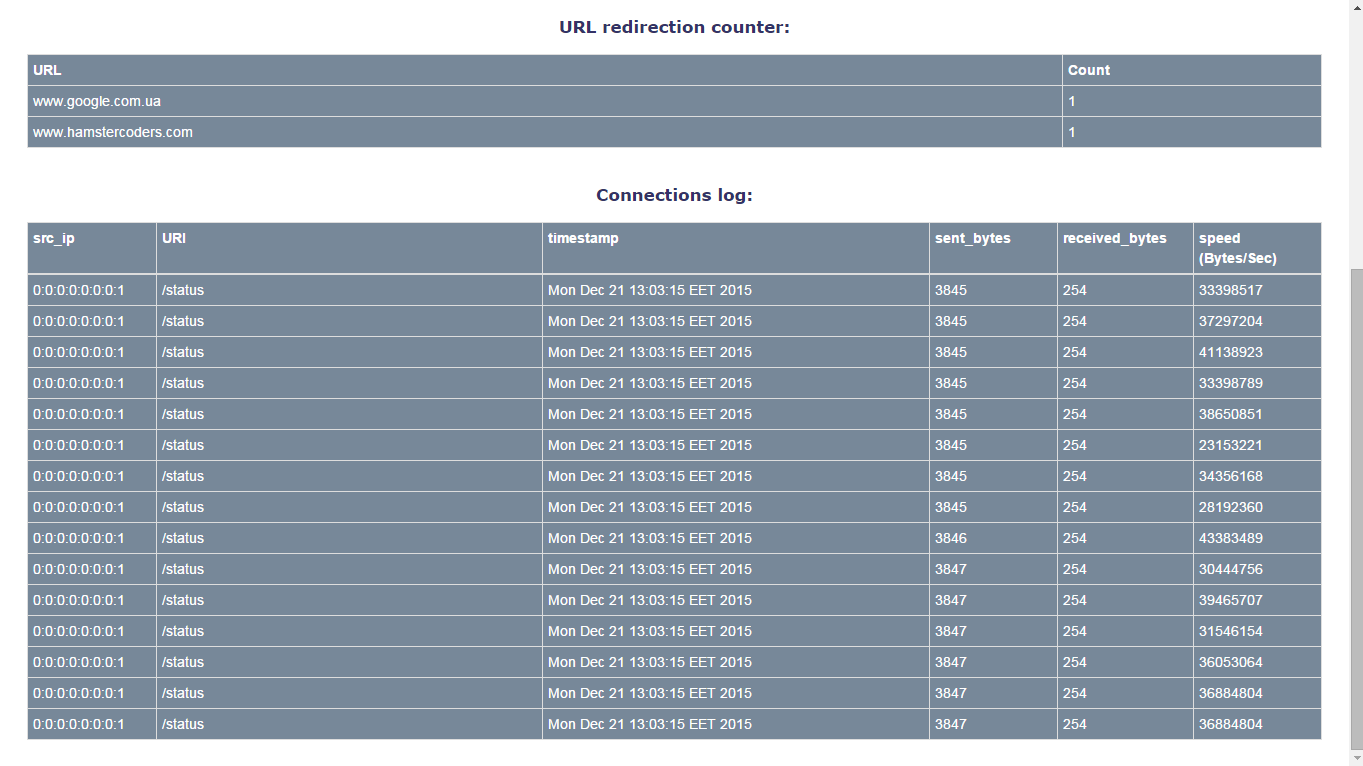 URL redirection counter:
URL Count
www.google.com.ua 1
www.hamstercoders.com 1
Connections log:
src_ip URI timestamp sent_bytes received_bytes speed
(Bytes/Sec)
0:0:0:0:0:0:0:1 /status Mon Dec 21 13:03:15 EET 2015 3845 254 33398517
0:0:0:0:0:0:0:1 /status Mon Dec 21 13:03:15 EET 2015 3845 254 37297204
0:0:0:0:0:0:0:1 /status Mon Dec 21 13:03:15 EET 2015 3845 254 41138923
0:0:0:0:0:0:0:1 /status Mon Dec 21 13:03:15 EET 2015 3845 254 33398789
0:0:0:0:0:0:0:1 /status Mon Dec 21 13:03:15 EET 2015 3845 254 38650851
0:0:0:0:0:0:0:1 /status Mon Dec 21 13:03:15 EET 2015 3845 254 23153221
0:0:0:0:0:0:0:1 /status Mon Dec 21 13:03:15 EET 2015 3845 254 34356168
0:0:0:0:0:0:0:1 /status Mon Dec 21 13:03:15 EET 2015 3845 254 28192360
0:0:0:0:0:0:0:1 /status Mon Dec 21 13:03:15 EET 2015 3846 254 43383489
0:0:0:0:0:0:0:1 /status Mon Dec 21 13:03:15 EET 2015 3847 254 30444756
0:0:0:0:0:0:0:1 /status Mon Dec 21 13:03:15 EET 2015 3847 254 39465707
0:0:0:0:0:0:0:1 /status Mon Dec 21 13:03:15 EET 2015 3847 254 31546154
0:0:0:0:0:0:0:1 /status Mon Dec 21 13:03:15 EET 2015 3847 254 36053064
0:0:0:0:0:0:0:1 /status Mon Dec 21 13:03:15 EET 2015 3847 254 36884804
0:0:0:0:0:0:0:1 /status Mon Dec 21 13:03:15 EET 2015 3847 254 36884804